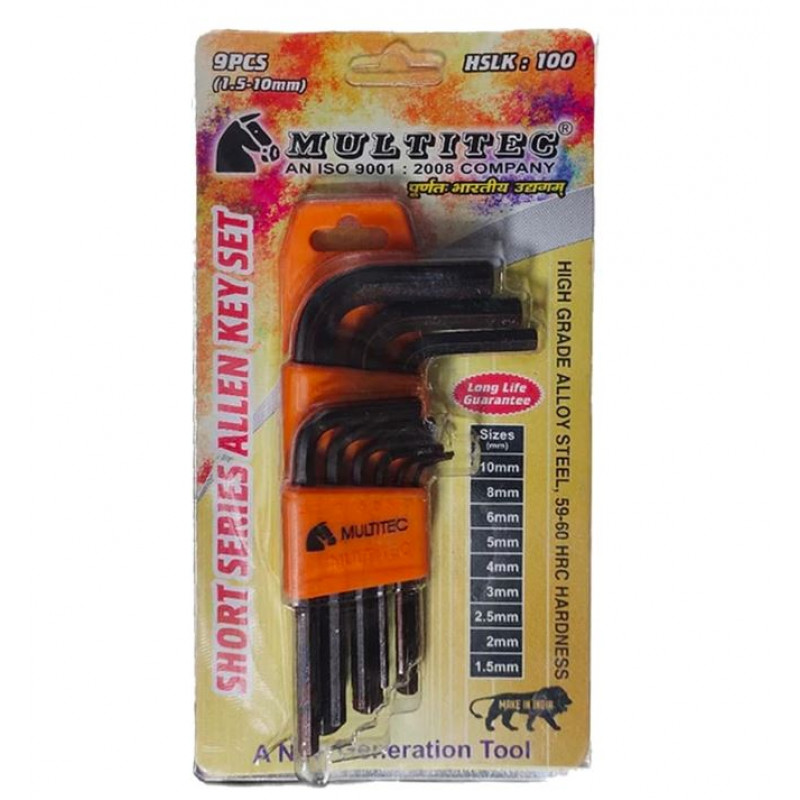 9PCS
(1.5-10mm)
HSLK : 100
MULTITEC®
AN ISO 9001 : 2008 COMPANY
पूर्णतः भारतीय उद्यगम्
SHORT SERIES ALLEN KEY SET
HIGH GRADE ALLOY STEEL, 59-60 HRC HARDNESS
Long Life
Guarantee
Sizes
(mm)
10mm
8mm
6mm
5mm
4mm
3mm
2.5mm
2mm
1.5mm
MULTITEC
MULTITEC
MAKE IN INDIA
A N Generation Tool